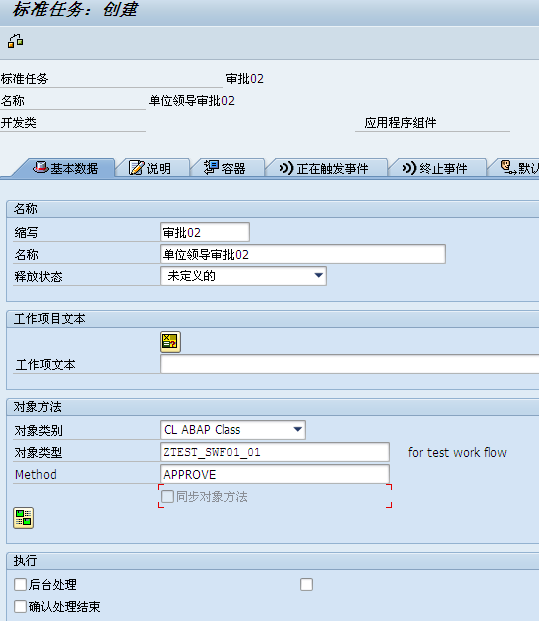 标准任务: 创建
标准任务 审批02
名称 单位领导审批02
开发类 应用程序组件
基本数据 说明 容器 正在触发事件 终止事件 默认
名称
缩写 审批02
名称 单位领导审批02
释放状态 未定义的
工作项目文本
工作项文本
对象方法
对象类别 CL ABAP Class
对象类型 ZTEST_SWF01_01 for test work flow
Method APPROVE
同步对象方法
执行
后台处理
确认处理结束